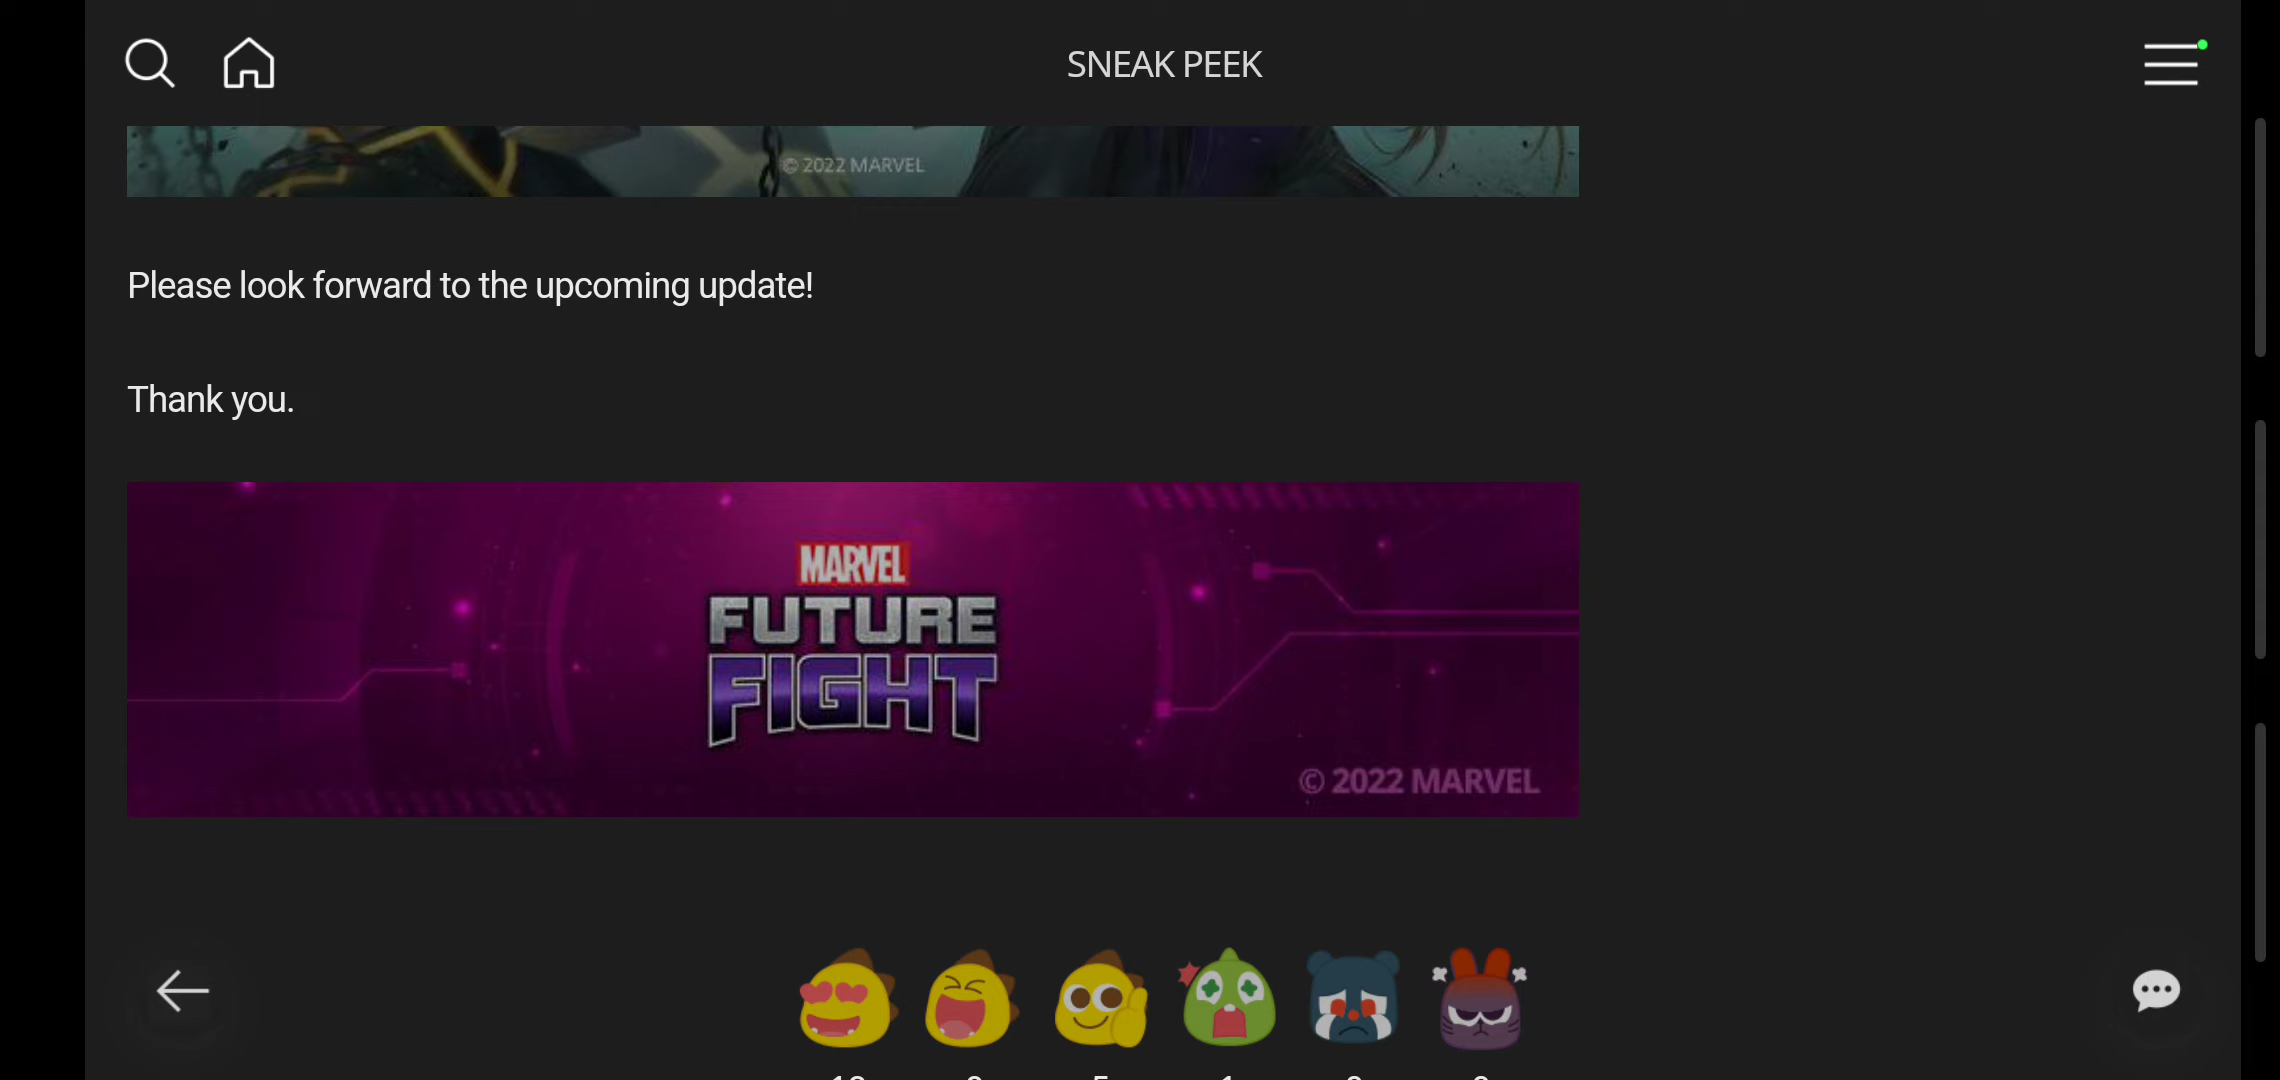 SNEAK PEEK
© 2022 MARVEL
Please look forward to the upcoming update!
Thank you.
MARVEL
FUTURE
FIGHT
© 2022 MARVEL